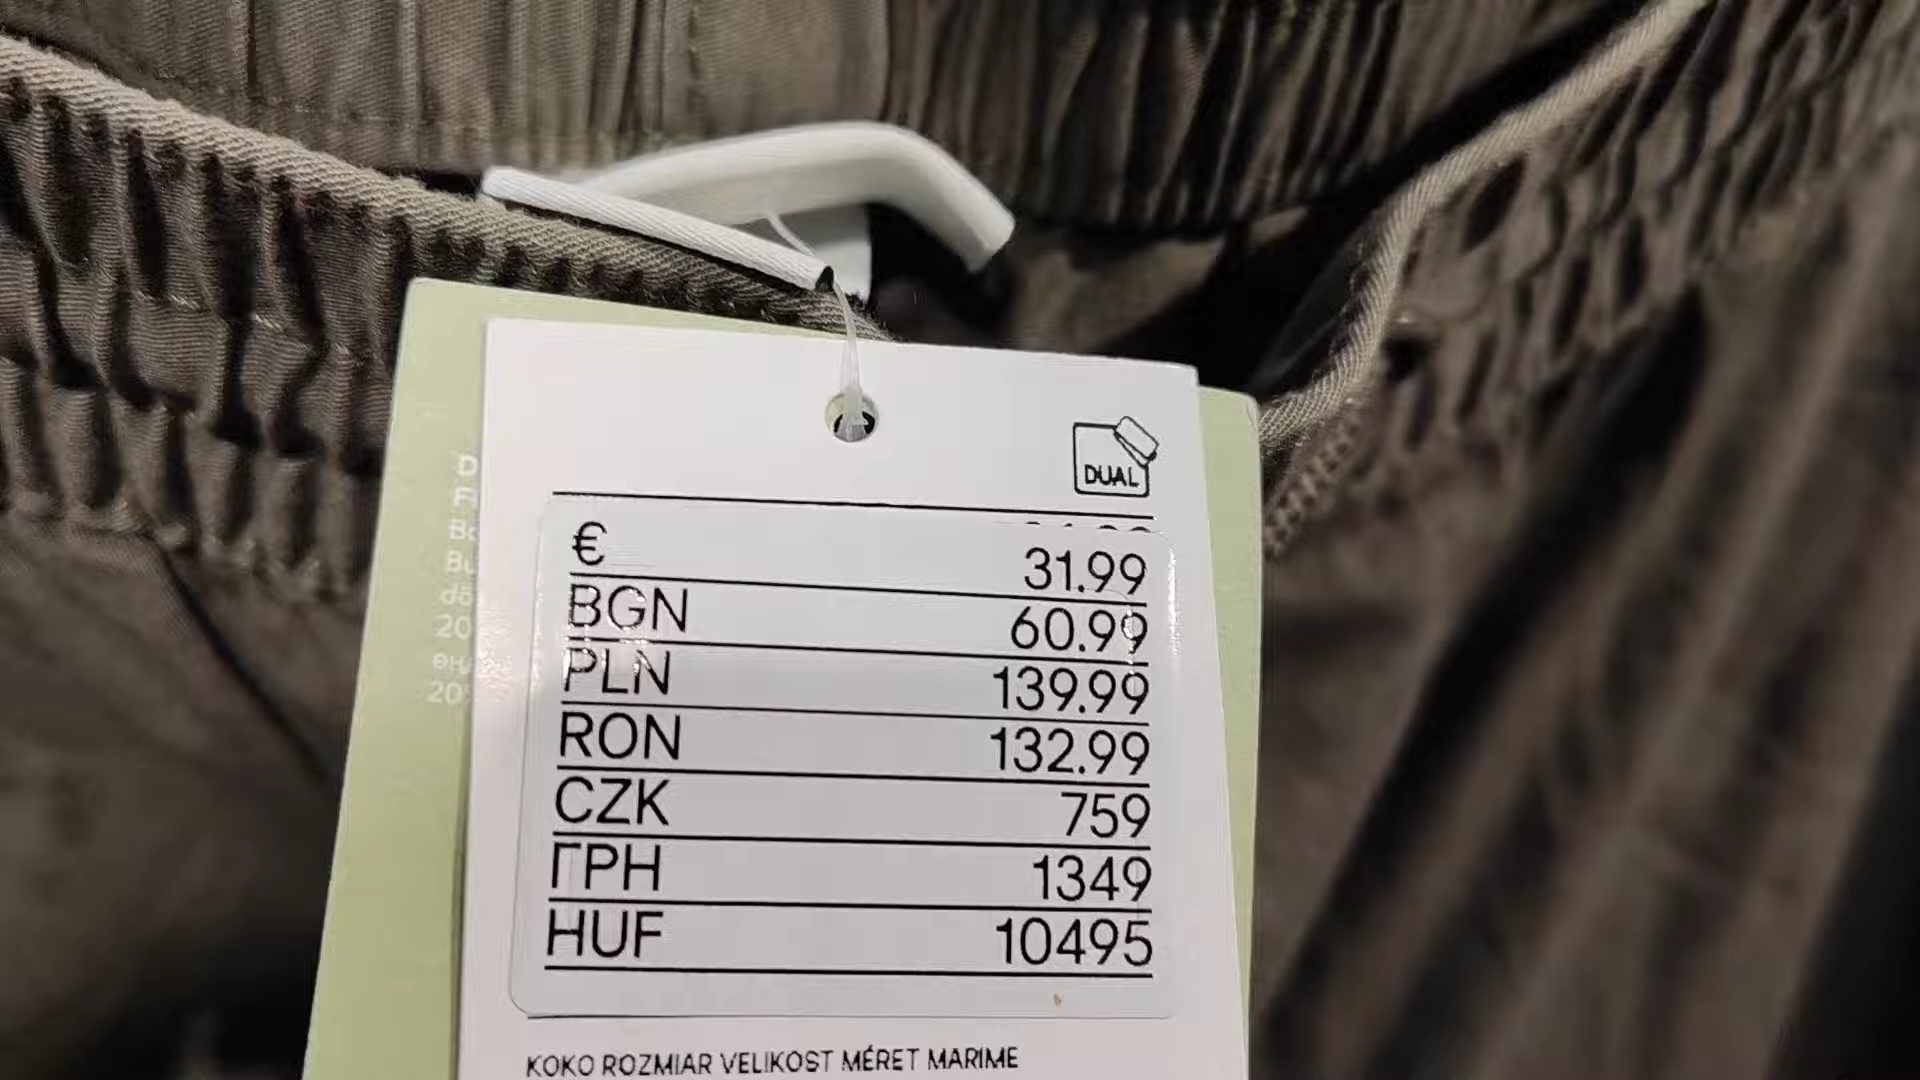 DUAL
€ 31.99
BGN 60.99
PLN 139.99
RON 132.99
CZK 759
ГРН 1349
HUF 10495
KOKO ROZMIAR VELIKOST MÉRET MARIME
20